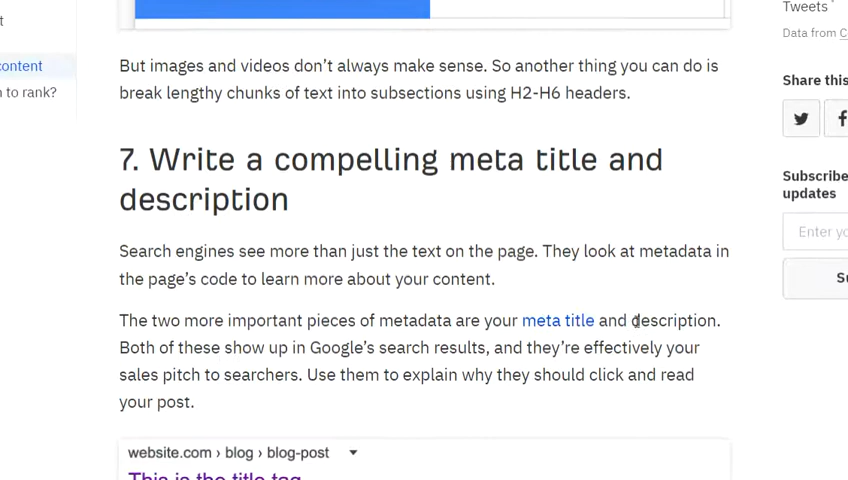 Tweets
Data from
content
n to rank?
But images and videos don’t always make sense. So another thing you can do is
break lengthy chunks of text into subsections using H2-H6 headers.
Share this
7. Write a compelling meta title and
description
Subscribe
updates
Enter
Search engines see more than just the text on the page. They look at metadata in
the page’s code to learn more about your content.
The two more important pieces of metadata are your meta title and description.
Both of these show up in Google’s search results, and they’re effectively your
sales pitch to searchers. Use them to explain why they should click and read
your post.
website.com › blog › blog-post
This is the title tag